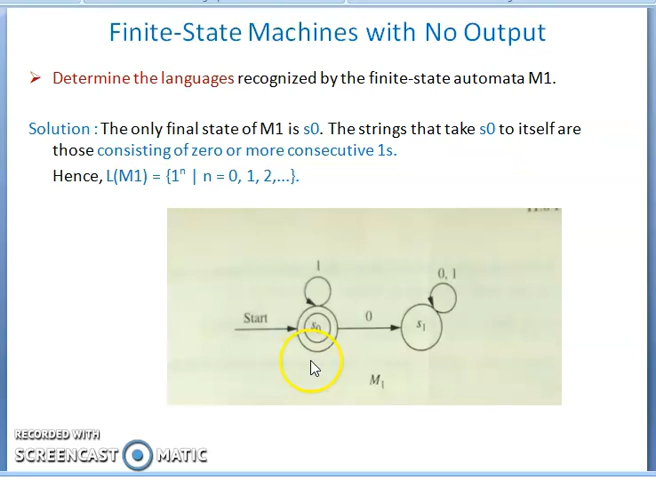 Finite-State Machines with No Output
➢ Determine the languages recognized by the finite-state automata M1.
Solution : The only final state of M1 is s0. The strings that take s0 to itself are
those consisting of zero or more consecutive 1s.
Hence, L(M1) = {1ⁿ | n = 0, 1, 2,...}.
1
0, 1
Start
s₀
0
s₁
M₁
RECORDED WITH
SCREENCAST MATIC